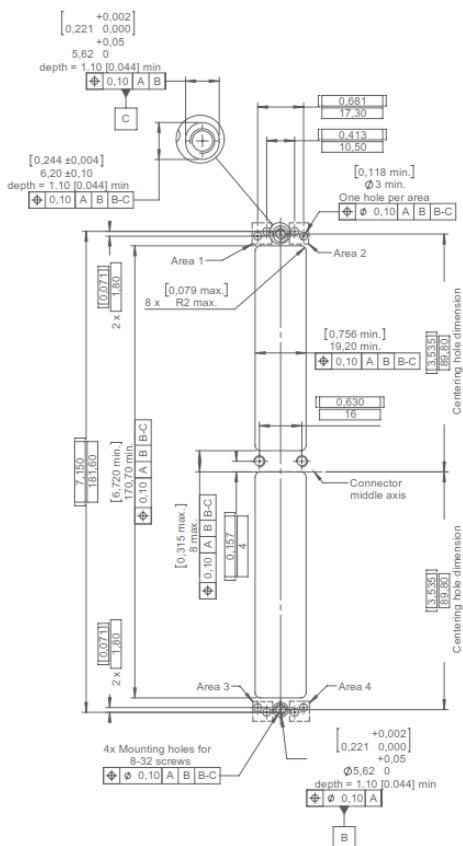 +0,002
[0,221 0,000]
+0,05
5,62 0
depth = 1.10 [0.044] min
⌖ 0,10 A B
C
[0,244 ±0,004]
6,20 ±0,10
depth = 1.10 [0.044] min
⌖ 0,10 A B B-C
[0,681]
17,30
[0,413]
10,50
[0,118 min.]
Ø3 min.
One hole per area
⌖ ø 0,10 A B B-C
Area 1
Area 2
[0,079 max.]
8 x R2 max.
[0,071]
1,80
2 x
[0,756 min.]
19,20 min.
⌖ 0,10 A B B-C
[0,630]
16
[3,535]
89,80
Centering hole dimension
[7,150]
181,60
[6,720 min.]
170,70 min.
⌖ 0,10 A B B-C
[0,315 max.]
8 max.
⌖ 0,10 A B B-C
[0,157]
4
Connector
middle axis
[3,535]
89,80
Centering hole dimension
[0,071]
1,80
2 x
Area 3
Area 4
4x Mounting holes for
8-32 screws
⌖ ø 0,10 A B B-C
+0,002
[0,221 0,000]
+0,05
Ø5,62 0
depth = 1,10 [0.044] min
⌖ ø 0,10 A
B